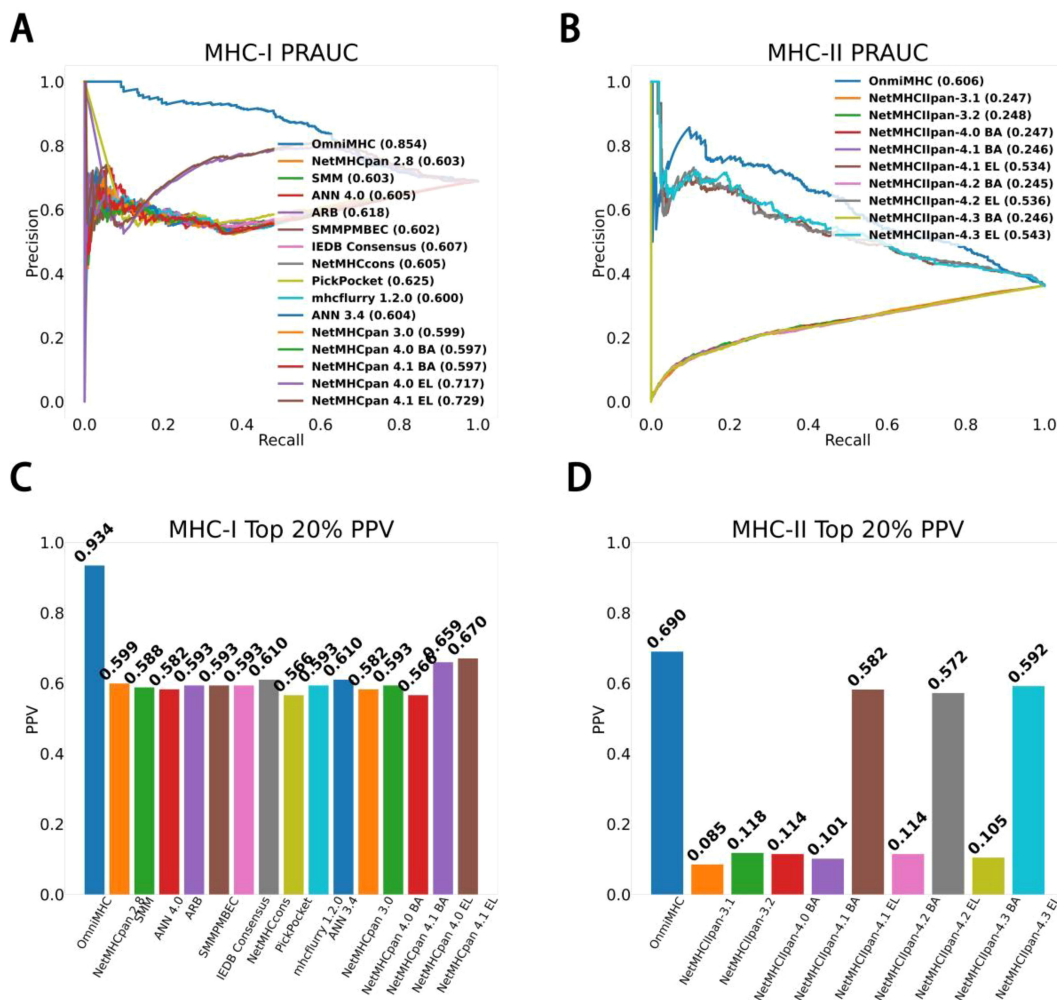 A
MHC-I PRAUC
1.0
0.8
0.6
0.4
0.2
0.0
Precision
OmniMHC (0.854)
NetMHCpan 2.8 (0.603)
SMM (0.603)
ANN 4.0 (0.605)
ARB (0.618)
SMMPMBEC (0.602)
IEDB Consensus (0.607)
NetMHCcons (0.605)
PickPocket (0.625)
mhcflurry 1.2.0 (0.600)
ANN 3.4 (0.604)
NetMHCpan 3.0 (0.599)
NetMHCpan 4.0 BA (0.597)
NetMHCpan 4.1 BA (0.597)
NetMHCpan 4.0 EL (0.717)
NetMHCpan 4.1 EL (0.729)
0.0 0.2 0.4 0.6 0.8 1.0
Recall
B
MHC-II PRAUC
1.0
0.8
0.6
0.4
0.2
0.0
Precision
OnmiMHC (0.606)
NetMHCIIpan-3.1 (0.247)
NetMHCIIpan-3.2 (0.248)
NetMHCIIpan-4.0 BA (0.247)
NetMHCIIpan-4.1 BA (0.246)
NetMHCIIpan-4.1 EL (0.534)
NetMHCIIpan-4.2 BA (0.245)
NetMHCIIpan-4.2 EL (0.536)
NetMHCIIpan-4.3 BA (0.246)
NetMHCIIpan-4.3 EL (0.543)
0.0 0.2 0.4 0.6 0.8 1.0
Recall
C
MHC-I Top 20% PPV
1.0
0.8
0.6
0.4
0.2
0.0
PPV
0.934
0.599
0.588
0.582
0.593
0.593
0.593
0.610
0.566
0.593
0.610
0.582
0.593
0.566
0.659
0.670
OmniMHC
NetMHCpan 2.8
SMM
ANN 4.0
ARB
SMMPMBEC
IEDB Consensus
NetMHCcons
PickPocket
mhcflurry 1.2.0
ANN 3.4
NetMHCpan 3.0
NetMHCpan 4.0 BA
NetMHCpan 4.1 BA
NetMHCpan 4.0 EL
NetMHCpan 4.1 EL
D
MHC-II Top 20% PPV
1.0
0.8
0.6
0.4
0.2
0.0
PPV
0.690
0.085
0.118
0.114
0.101
0.582
0.114
0.572
0.105
0.592
OnmiMHC
NetMHCIIpan-3.1
NetMHCIIpan-3.2
NetMHCIIpan-4.0 BA
NetMHCIIpan-4.1 BA
NetMHCIIpan-4.1 EL
NetMHCIIpan-4.2 BA
NetMHCIIpan-4.2 EL
NetMHCIIpan-4.3 BA
NetMHCIIpan-4.3 EL